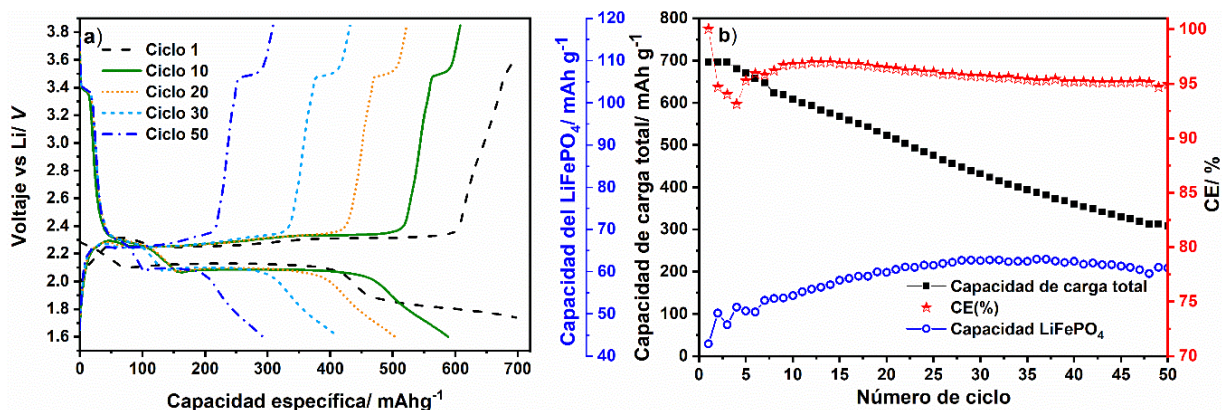 a)
Ciclo 1
Ciclo 10
Ciclo 20
Ciclo 30
Ciclo 50
Voltaje vs Li/ V
3.8
3.6
3.4
3.2
3.0
2.8
2.6
2.4
2.2
2.0
1.8
1.6
0 100 200 300 400 500 600 700
Capacidad específica/ mAhg-1
b)
Capacidad del LiFePO4/ mAh g-1
120
110
100
90
80
70
60
50
40
Capacidad de carga total/ mAh g-1
800
700
600
500
400
300
200
100
0
Capacidad de carga total
CE(%)
Capacidad LiFePO4
0 5 10 15 20 25 30 35 40 45 50
Número de ciclo
100
95
90
85
80
75
70
CE/ %